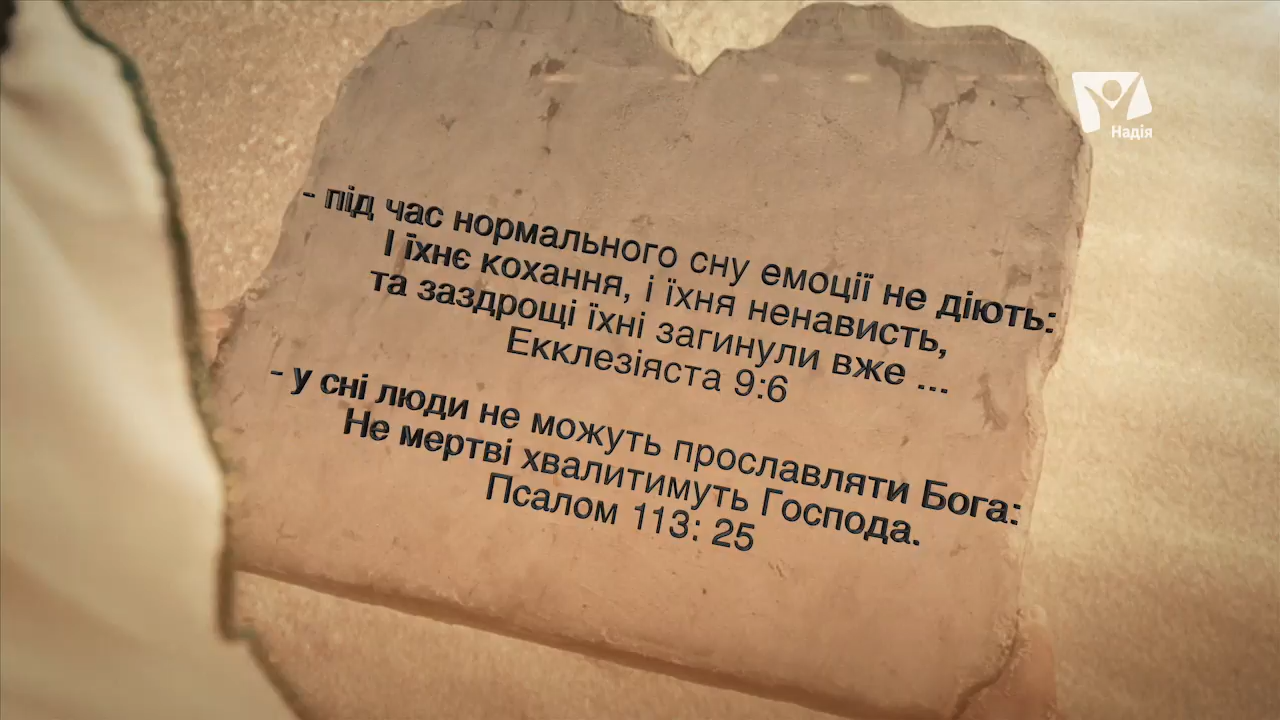 Надія
- під час нормального сну емоції не діють:
І їхнє кохання, і їхня ненависть,
та заздрощі їхні загинули вже ...
Екклезіяста 9:6
- у сні люди не можуть прославляти Бога:
Не мертві хвалитимуть Господа.
Псалом 113: 25